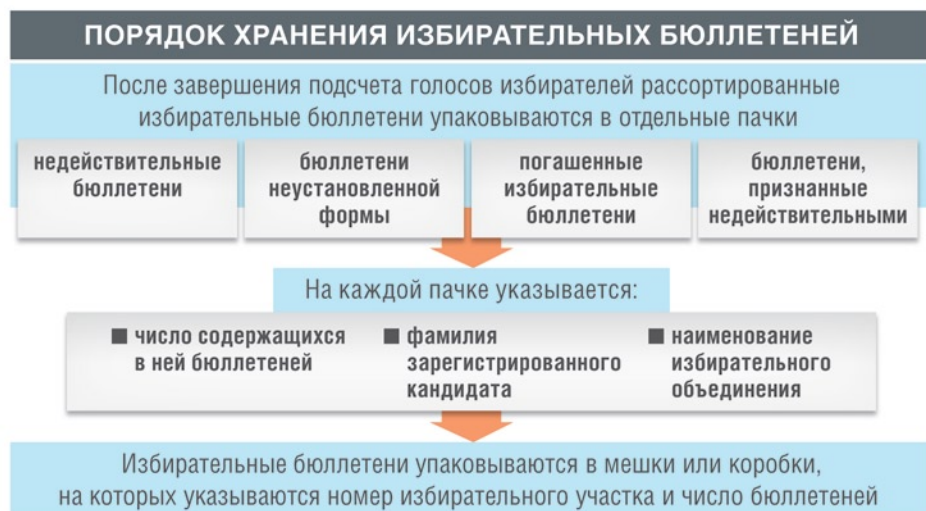 ПОРЯДОК ХРАНЕНИЯ ИЗБИРАТЕЛЬНЫХ БЮЛЛЕТЕНЕЙ
После завершения подсчета голосов избирателей рассортированные
избирательные бюллетени упаковываются в отдельные пачки
недействительные
бюллетени
бюллетени
неустановленной
формы
погашенные
избирательные
бюллетени
бюллетени,
признанные
недействительными
На каждой пачке указывается:
■ число содержащихся
в ней бюллетеней
■ фамилия
зарегистрированного
кандидата
■ наименование
избирательного
объединения
Избирательные бюллетени упаковываются в мешки или коробки,
на которых указываются номер избирательного участка и число бюллетеней